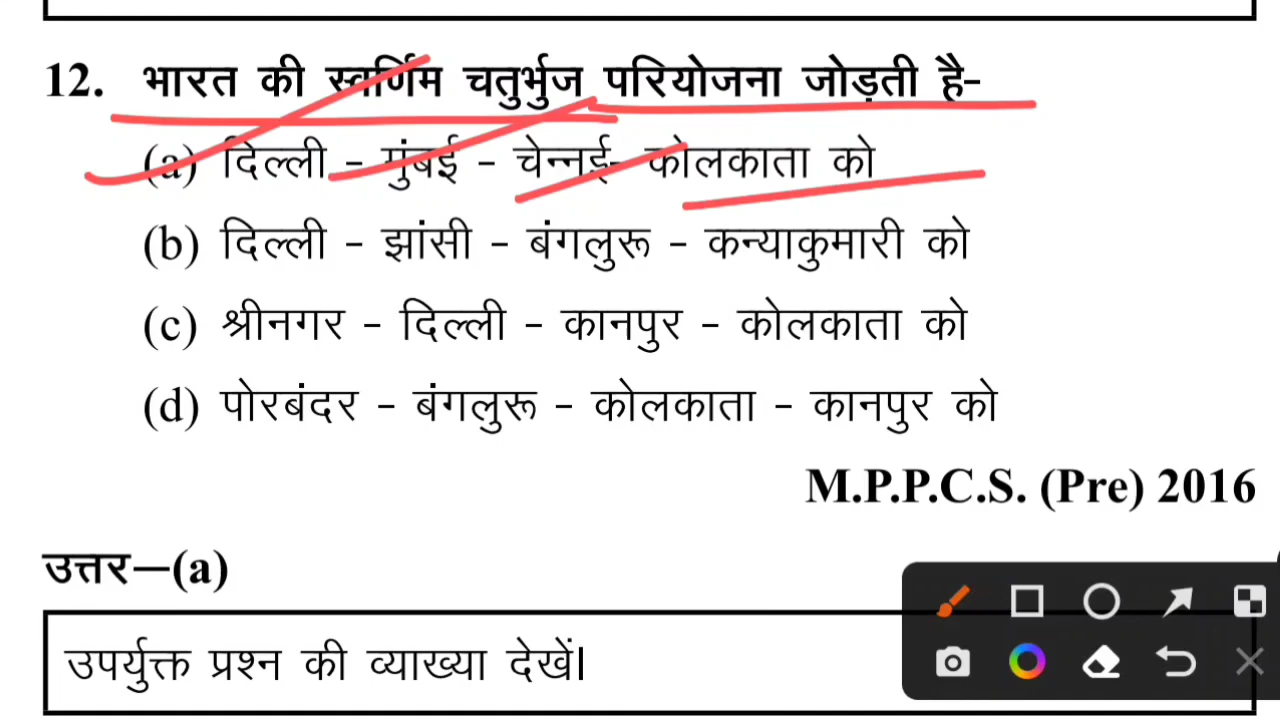 12. भारत की स्वर्णिम चतुर्भुज परियोजना जोड़ती है-
(a) दिल्ली - मुंबई - चेन्नई- कोलकाता को
(b) दिल्ली - झांसी - बंगलुरू - कन्याकुमारी को
(c) श्रीनगर - दिल्ली - कानपुर - कोलकाता को
(d) पोरबंदर - बंगलुरू - कोलकाता - कानपुर को
M.P.P.C.S. (Pre) 2016
उत्तर—(a)
उपर्युक्त प्रश्न की व्याख्या देखें।